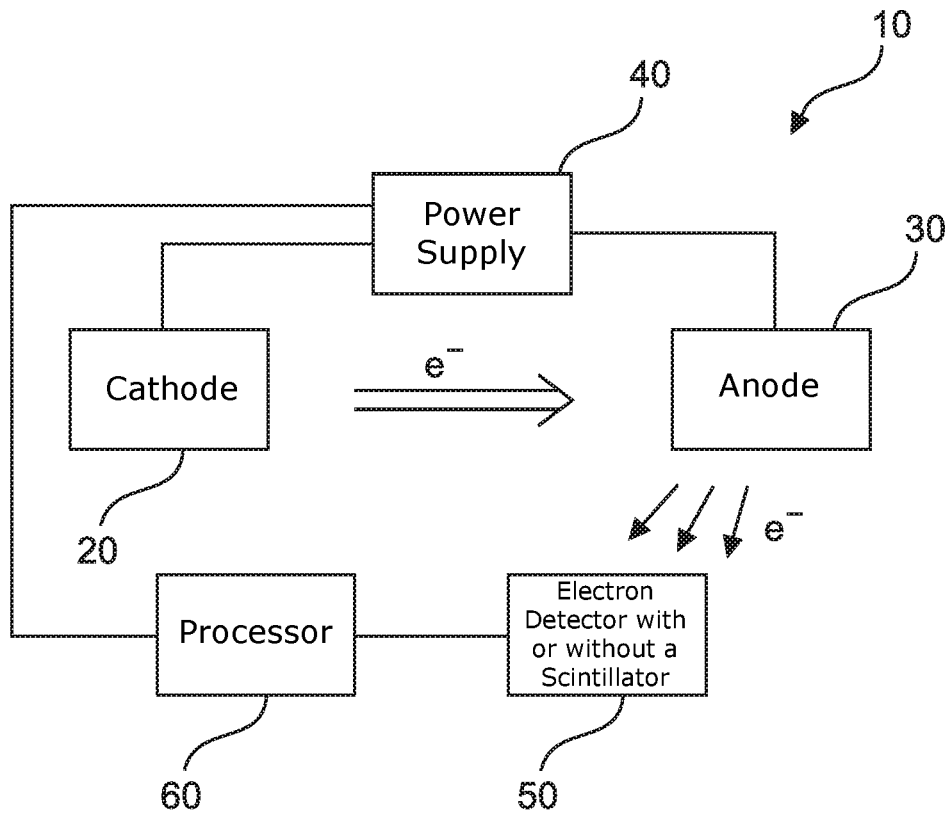 10
40
Power
Supply
30
e⁻
Cathode
Anode
20
e⁻
Processor
Electron
Detector with
or without a
Scintillator
60
50